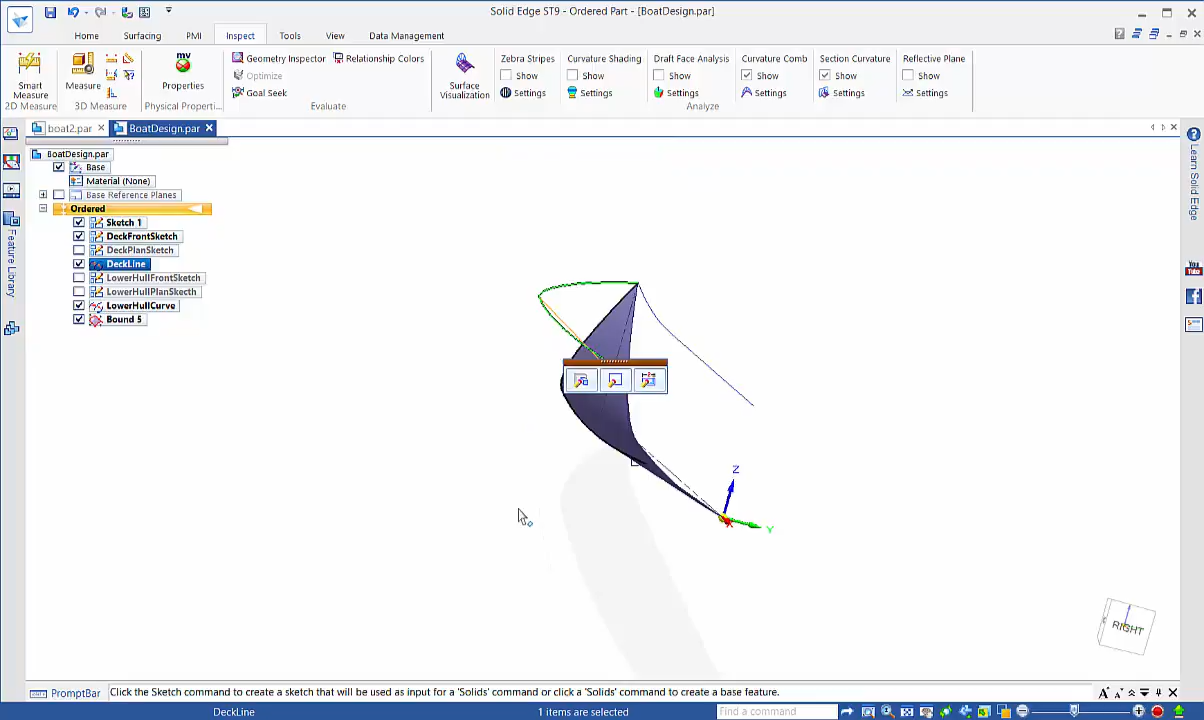 Solid Edge ST9 - Ordered Part - [BoatDesign.par]
Home Surfacing PMI Inspect Tools View Data Management
Smart Measure
2D Measure
Measure
3D Measure
mv
Properties
Physical Properti...
Geometry Inspector
Relationship Colors
Optimize
Goal Seek
Evaluate
Surface Visualization
Zebra Stripes
Show
Settings
Curvature Shading
Show
Settings
Draft Face Analysis
Show
Settings
Analyze
Curvature Comb
Show
Settings
Section Curvature
Show
Settings
Reflective Plane
Show
Settings
boat2.par
BoatDesign.par
BoatDesign.par
Base
Material (None)
Base Reference Planes
Ordered
Sketch 1
DeckFrontSketch
DeckPlanSketch
DeckLine
LowerHullFrontSketch
LowerHullPlanSkecth
LowerHullCurve
Bound 5
Feature Library
Learn Solid Edge
You Tube
Z
Y
X
RIGHT
PromptBar
Click the Sketch command to create a sketch that will be used as input for a 'Solids' command or click a 'Solids' command to create a base feature.
DeckLine
1 items are selected
Find a command